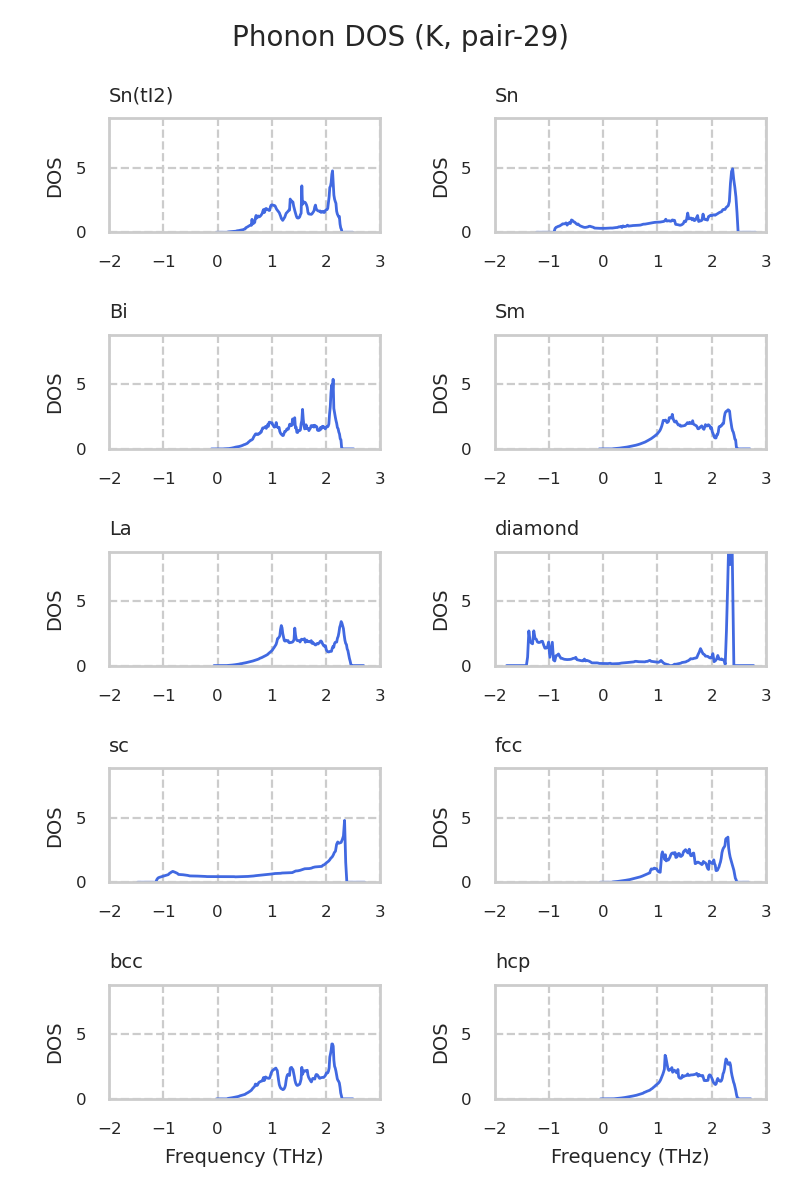 Phonon DOS (K, pair-29)
Sn(tI2)
Sn
DOS
5
0
−2 −1 0 1 2 3
DOS
5
0
−2 −1 0 1 2 3
Bi
Sm
DOS
5
0
−2 −1 0 1 2 3
DOS
5
0
−2 −1 0 1 2 3
La
diamond
DOS
5
0
−2 −1 0 1 2 3
DOS
5
0
−2 −1 0 1 2 3
sc
fcc
DOS
5
0
−2 −1 0 1 2 3
DOS
5
0
−2 −1 0 1 2 3
bcc
hcp
DOS
5
0
−2 −1 0 1 2 3
Frequency (THz)
DOS
5
0
−2 −1 0 1 2 3
Frequency (THz)